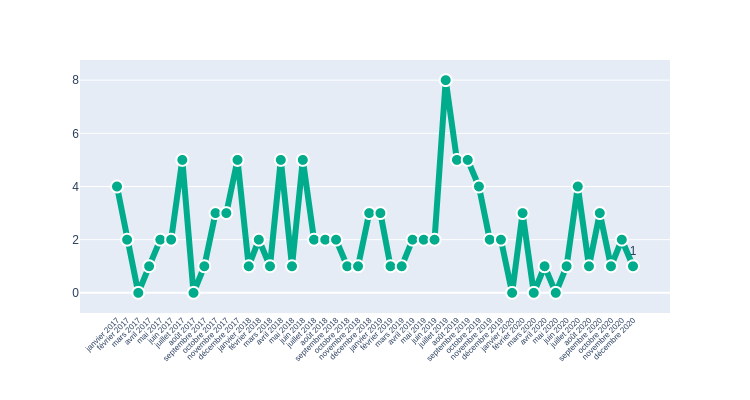 8
6
4
2
0
1
janvier 2017
février 2017
mars 2017
avril 2017
mai 2017
juin 2017
juillet 2017
août 2017
septembre 2017
octobre 2017
novembre 2017
décembre 2017
janvier 2018
février 2018
mars 2018
avril 2018
mai 2018
juin 2018
juillet 2018
août 2018
septembre 2018
octobre 2018
novembre 2018
décembre 2018
janvier 2019
février 2019
mars 2019
avril 2019
mai 2019
juin 2019
juillet 2019
août 2019
septembre 2019
octobre 2019
novembre 2019
décembre 2019
janvier 2020
février 2020
mars 2020
avril 2020
mai 2020
juin 2020
juillet 2020
août 2020
septembre 2020
octobre 2020
novembre 2020
décembre 2020